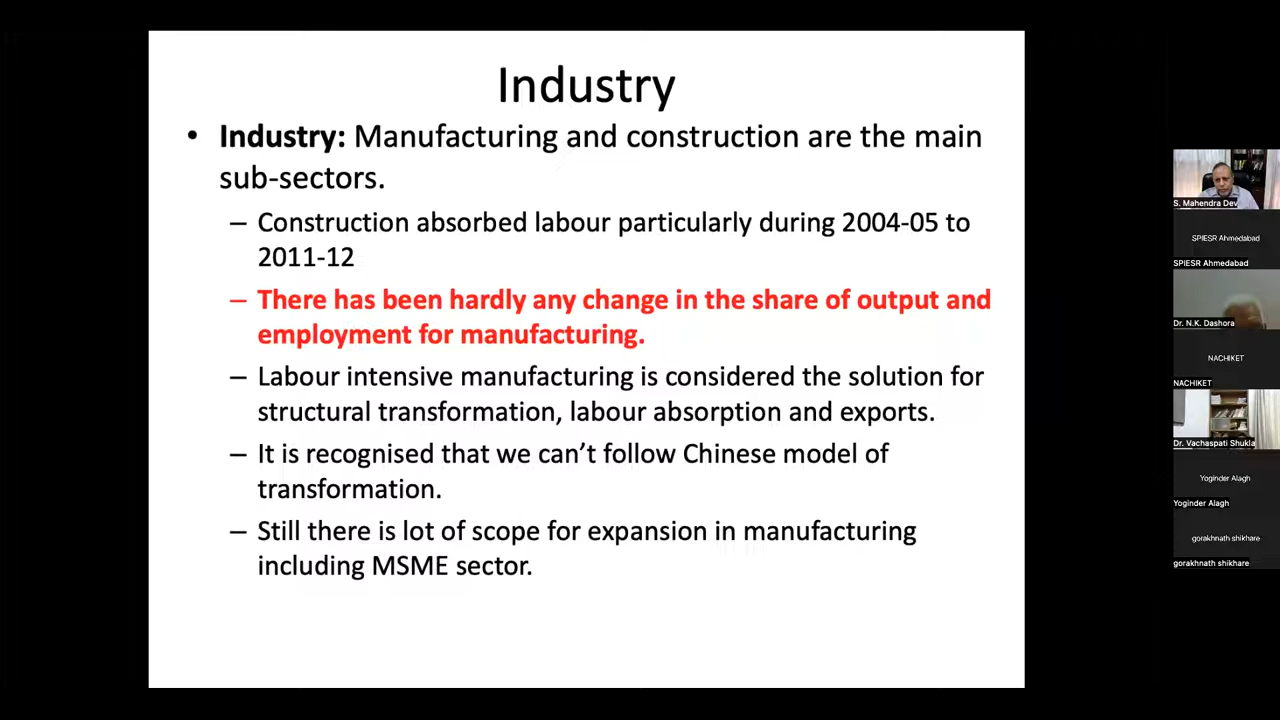 Industry
• Industry: Manufacturing and construction are the main
sub-sectors.
– Construction absorbed labour particularly during 2004-05 to
2011-12
– There has been hardly any change in the share of output and
employment for manufacturing.
– Labour intensive manufacturing is considered the solution for
structural transformation, labour absorption and exports.
– It is recognised that we can’t follow Chinese model of
transformation.
– Still there is lot of scope for expansion in manufacturing
including MSME sector.
S. Mahendra Dev
SPIESR Ahmedabad
SPIESR Ahmedabad
Dr. N.K. Dashora
NACHIKET
NACHIKET
Dr. Vachaspati Shukla
Yoginder Alagh
Yoginder Alagh
gorakhnath shikhare
gorakhnath shikhare